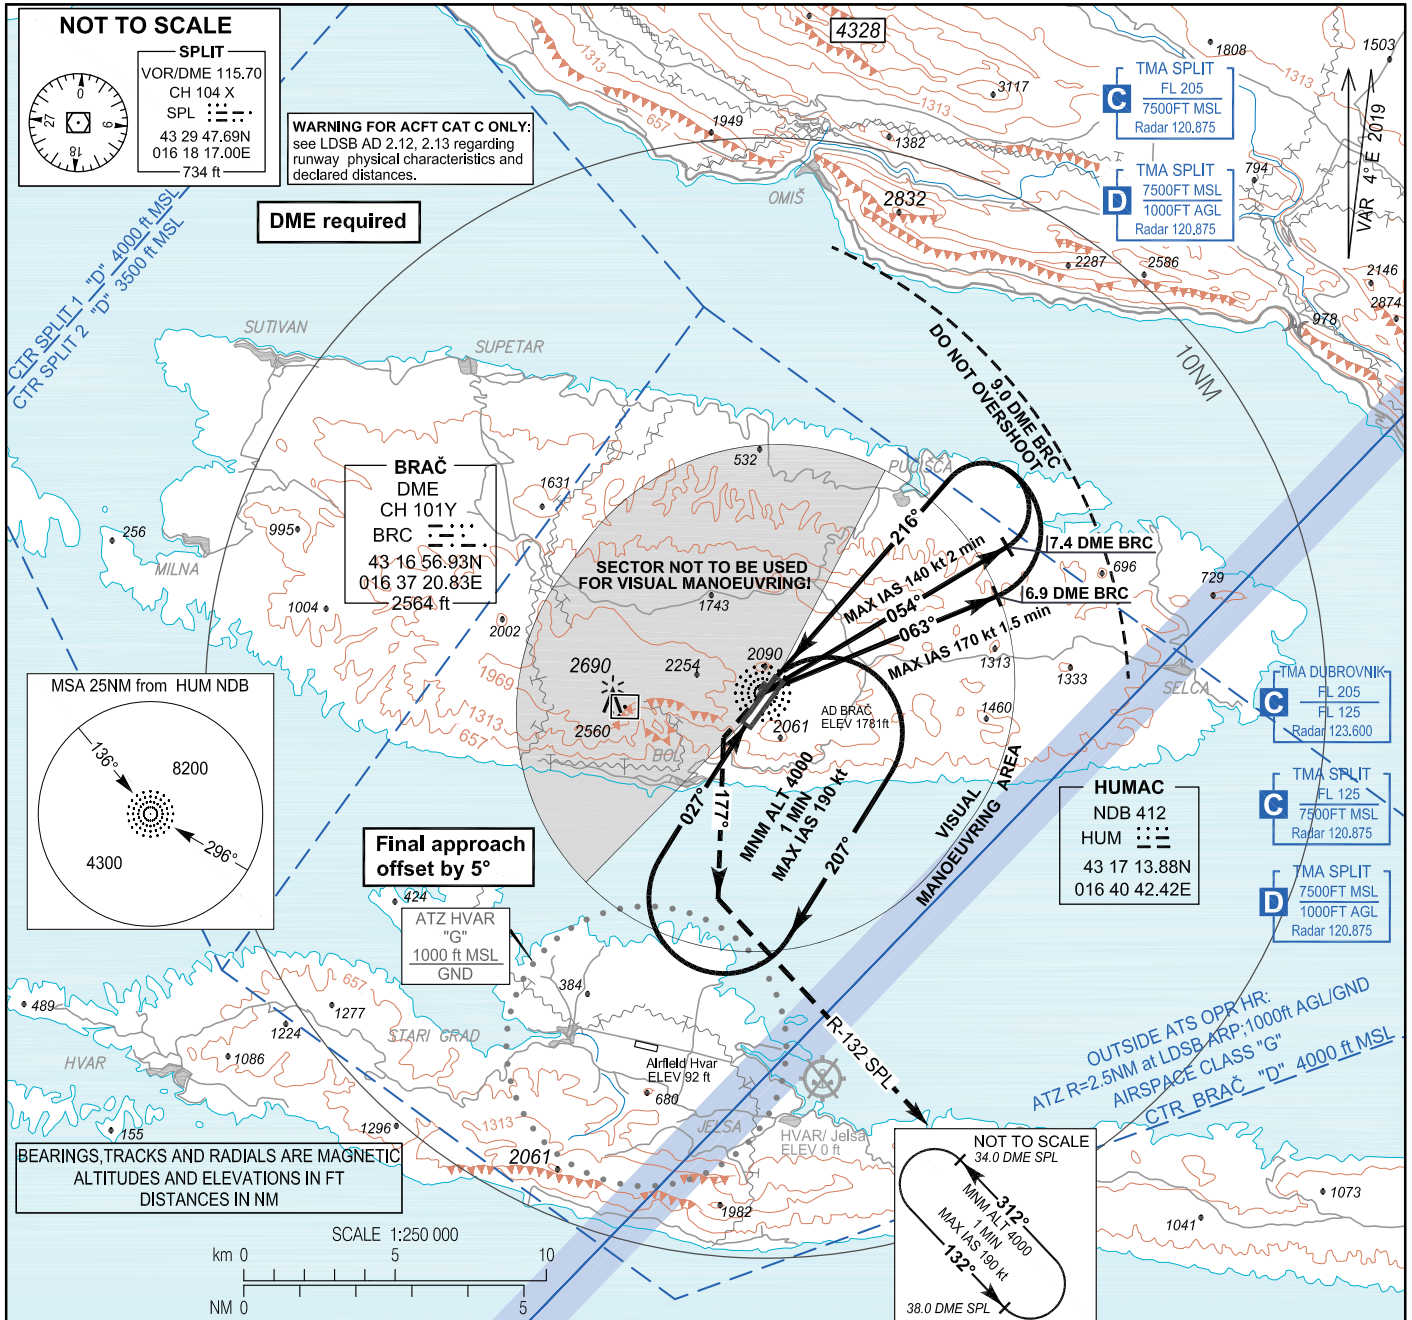 NOT TO SCALE
SPLIT
VOR/DME 115.70
CH 104 X
SPL
43 29 47.69N
016 18 17.00E
734 ft
0
9
18
27
WARNING FOR ACFT CAT C ONLY:
see LDSB AD 2.12, 2.13 regarding
runway physical characteristics and
declared distances.
DME required
CTR SPLIT 1 "D" 4000 ft MSL
CTR SPLIT 2 "D" 3500 ft MSL
4328
1808
1503
1313
3117
1313
657
1949
1382
OMIŠ
2832
794
2287
2586
2146
2874
978
TMA SPLIT
C
FL 205
7500FT MSL
Radar 120.875
TMA SPLIT
D
7500FT MSL
1000FT AGL
Radar 120.875
VAR 4° E 2019
10NM
9.0 DME BRC
DO NOT OVERSHOOT
SUTIVAN
SUPETAR
532
PUČIŠĆA
BRAČ
DME
CH 101Y
BRC
43 16 56.93N
016 37 20.83E
2564 ft
1631
995
256
MILNA
1004
2002
SECTOR NOT TO BE USED
FOR VISUAL MANOEUVRING!
1743
216°
MAX IAS 140 kt 2 min
054°
063°
MAX IAS 170 kt 1.5 min
7.4 DME BRC
696
6.9 DME BRC
729
1313
1333
SELCA
1460
2690
2254
2090
2560
BOL
2061
AD BRAČ
ELEV 1781ft
1969
1313
657
MSA 25NM from HUM NDB
136°
8200
4300
296°
027°
177°
MNM ALT 4000
1 MIN
MAX IAS 190 kt
207°
VISUAL
MANOEUVRING AREA
HUMAC
NDB 412
HUM
43 17 13.88N
016 40 42.42E
TMA DUBROVNIK
C
FL 205
FL 125
Radar 123.600
TMA SPLIT
C
FL 125
7500FT MSL
Radar 120.875
TMA SPLIT
D
7500FT MSL
1000FT AGL
Radar 120.875
Final approach
offset by 5°
424
ATZ HVAR
"G"
1000 ft MSL
GND
384
489
657
1277
1224
1086
HVAR
STARI GRAD
Airfield Hvar
ELEV 92 ft
680
JELSA
HVAR/ Jelsa
ELEV 0 ft
R-132 SPL
155
1296
1313
2061
1982
OUTSIDE ATS OPR HR:
ATZ R=2.5NM at LDSB ARP;1000ft AGL/GND
AIRSPACE CLASS "G"
CTR BRAČ "D" 4000 ft MSL
BEARINGS,TRACKS AND RADIALS ARE MAGNETIC
ALTITUDES AND ELEVATIONS IN FT
DISTANCES IN NM
SCALE 1:250 000
km 0 5 10
NM 0 5
NOT TO SCALE
34.0 DME SPL
312°
MNM ALT 4000
1 MIN
MAX IAS 190 kt
132°
38.0 DME SPL
1073
1041